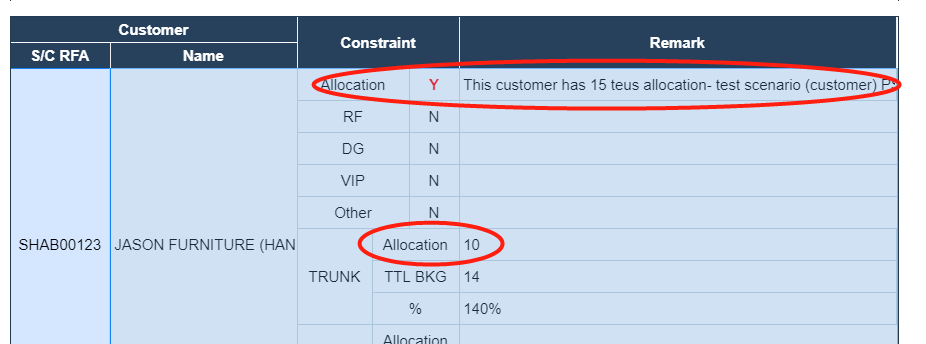 Customer
Constraint
Remark
S/C RFA
Name
Allocation Y This customer has 15 teus allocation- test scenario (customer)
RF N
DG N
VIP N
Other N
SHAB00123 JASON FURNITURE (HAN
TRUNK
Allocation 10
TTL BKG 14
% 140%
Allocation